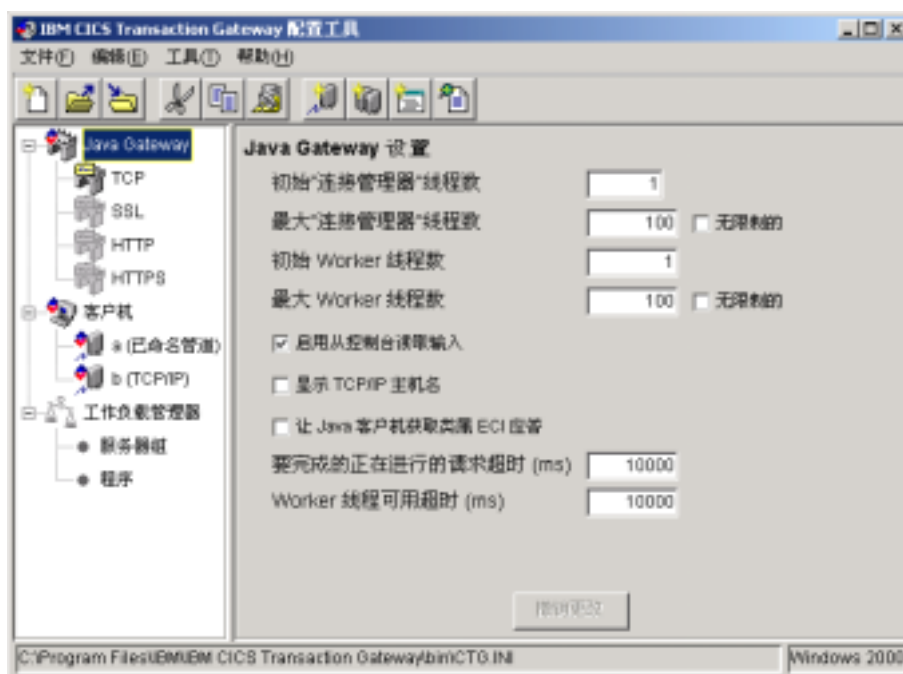 IBM CICS Transaction Gateway 配置工具
文件(F) 编辑(E) 工具(T) 帮助(H)
Java Gateway
TCP
SSL
HTTP
HTTPS
客户机
a (已命名管道)
b (TCP/IP)
工作负载管理器
服务器组
程序
Java Gateway 设置
初始“连接管理器”线程数 1
最大“连接管理器”线程数 100 无限制的
初始 Worker 线程数 1
最大 Worker 线程数 100 无限制的
启用从控制台读取输入
显示 TCP/IP 主机名
让 Java 客户机获取类属 ECI 应答
要完成的正在进行的请求超时 (ms) 10000
Worker 线程可用超时 (ms) 10000
C:\Program Files\IBM\IBM CICS Transaction Gateway\bin\CTG.INI
Windows 2000